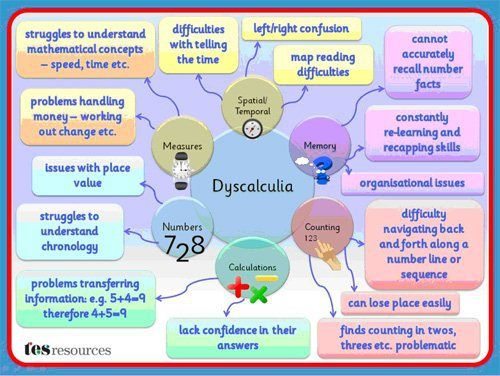 struggles to understand
mathematical concepts
– speed, time etc.
difficulties
with telling
the time
left/right confusion
map reading
difficulties
cannot
accurately
recall number
facts
problems handling
money – working
out change etc.
Measures
Spatial/
Temporal
Memory
constantly
re-learning and
recapping skills
organisational issues
issues with place
value
Dyscalculia
struggles to
understand
chronology
Numbers
728
Counting
123
difficulty
navigating back
and forth along a
number line or
sequence
Calculations
problems transferring
information: e.g. 5+4=9
therefore 4+5=9
can lose place easily
lack confidence in their
answers
finds counting in twos,
threes etc. problematic
tes resources